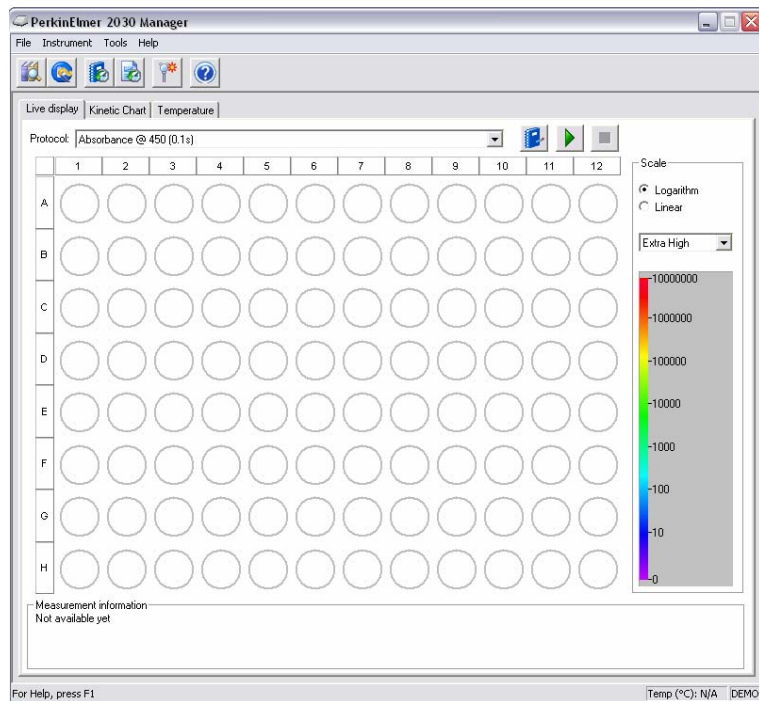 PerkinElmer 2030 Manager
File Instrument Tools Help
Live display Kinetic Chart Temperature
Protocol: Absorbance @ 450 (0.1s)
1 2 3 4 5 6 7 8 9 10 11 12
A
B
C
D
E
F
G
H
Scale
Logarithm
Linear
Extra High
10000000
1000000
100000
10000
1000
100
10
0
Measurement information
Not available yet
For Help, press F1
Temp (°C): N/A DEMO